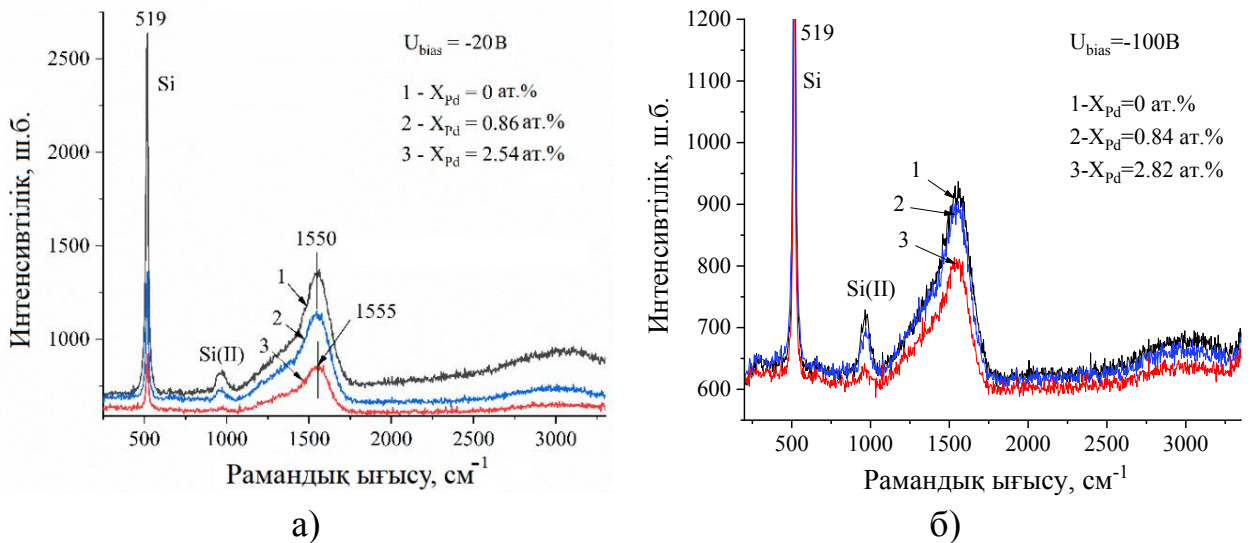 519
U_bias = -20В
Si
1 - X_Pd = 0 ат.%
2 - X_Pd = 0.86 ат.%
3 - X_Pd = 2.54 ат.%
1550
1
1555
2
3
Si(II)
2500
2000
1500
1000
500 1000 1500 2000 2500 3000
Интенсивтілік, ш.б.
Рамандық ығысу, см⁻¹
а)
519
U_bias=-100В
Si
1-X_Pd=0 ат.%
2-X_Pd=0.84 ат.%
3-X_Pd=2.82 ат.%
1
2
3
Si(II)
1200
1100
1000
900
800
700
600
500 1000 1500 2000 2500 3000
Интенсивтілік, ш.б.
Рамандық ығысу, см⁻¹
б)